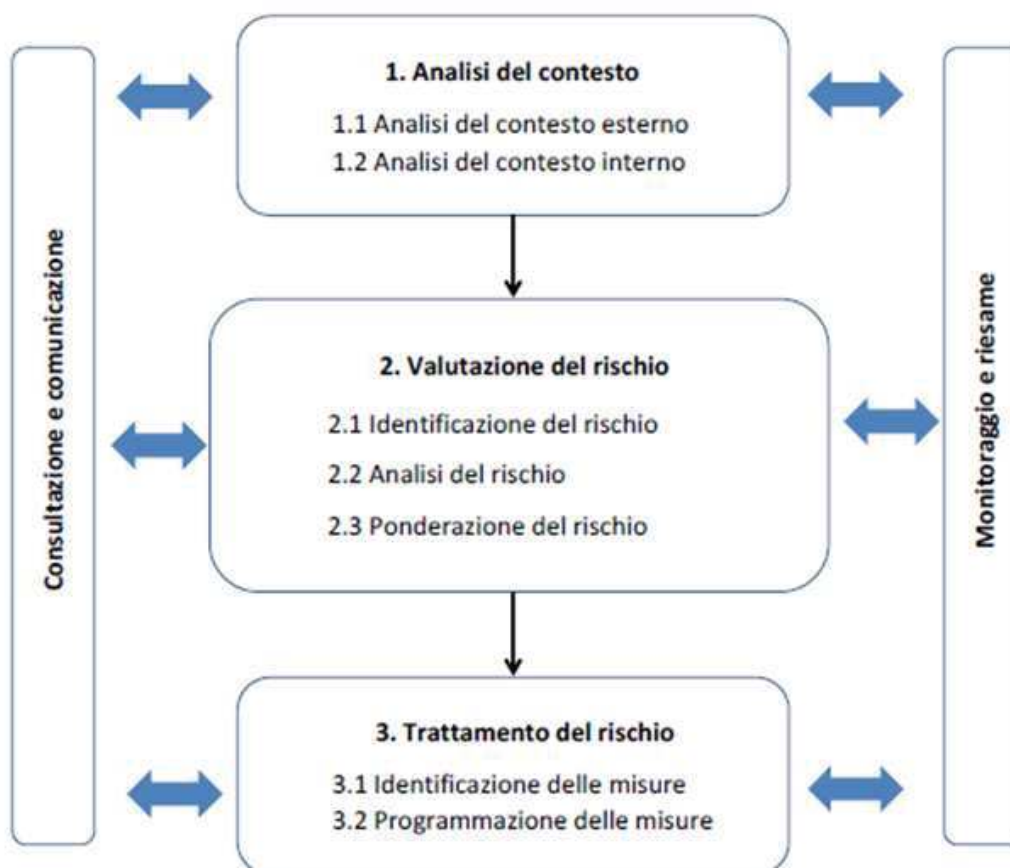 Consultazione e comunicazione
1. Analisi del contesto
1.1 Analisi del contesto esterno
1.2 Analisi del contesto interno
2. Valutazione del rischio
2.1 Identificazione del rischio
2.2 Analisi del rischio
2.3 Ponderazione del rischio
3. Trattamento del rischio
3.1 Identificazione delle misure
3.2 Programmazione delle misure
Monitoraggio e riesame